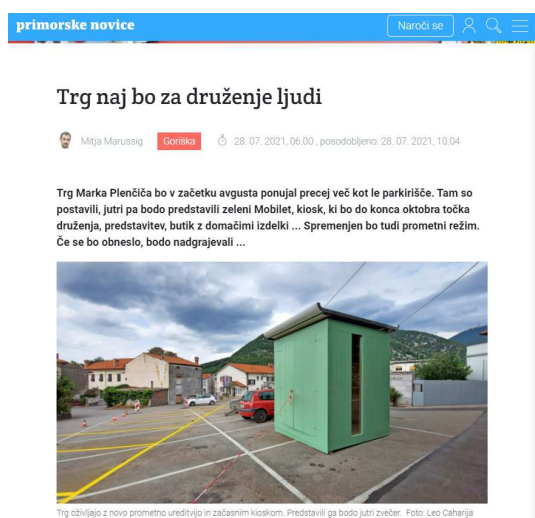 primorske novice
Naroči se
Trg naj bo za druženje ljudi
Mitja Marussig Goriška 28. 07. 2021, 06.00 , posodobljeno: 28. 07. 2021, 10.04
Trg Marka Plenčiča bo v začetku avgusta ponujal precej več kot le parkirišče. Tam so
postavili, jutri pa bodo predstavili zeleni Mobilet, kiosk, ki bo do konca oktobra točka
druženja, predstavitev, butik z domačimi izdelki ... Spremenjen bo tudi prometni režim.
Če se bo obneslo, bodo nadgrajevali ...
Trg oživljajo z novo prometno ureditvijo in začasnim kioskom. Predstavili ga bodo jutri zvečer. Foto: Leo Caharija